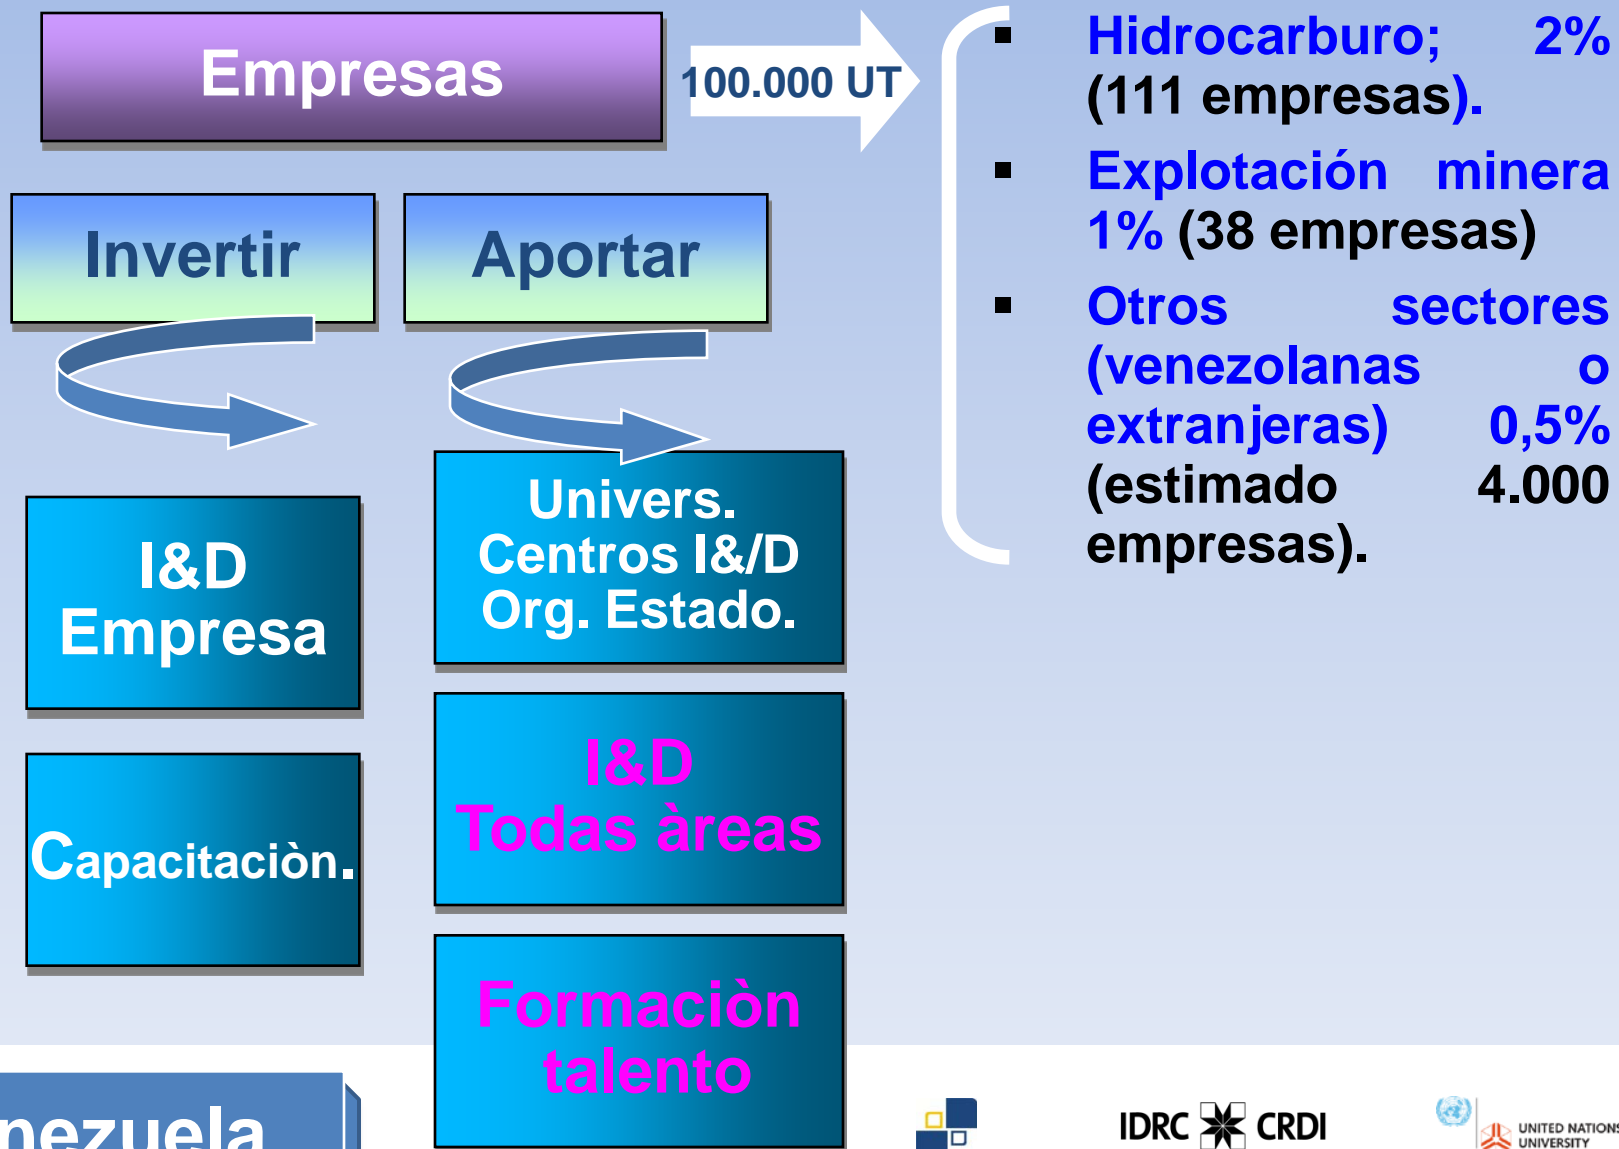 Empresas
100.000 UT
Invertir
Aportar
I&D
Empresa
Capacitaciòn.
Univers.
Centros I&/D
Org. Estado.
I&D
Todas àreas
Formaciòn
talento
▪ Hidrocarburo; 2%
(111 empresas).
▪ Explotación minera
1% (38 empresas)
▪ Otros sectores
(venezolanas o
extranjeras) 0,5%
(estimado 4.000
empresas).
nezuela
IDRC CRDI
UNITED NATIONS
UNIVERSITY